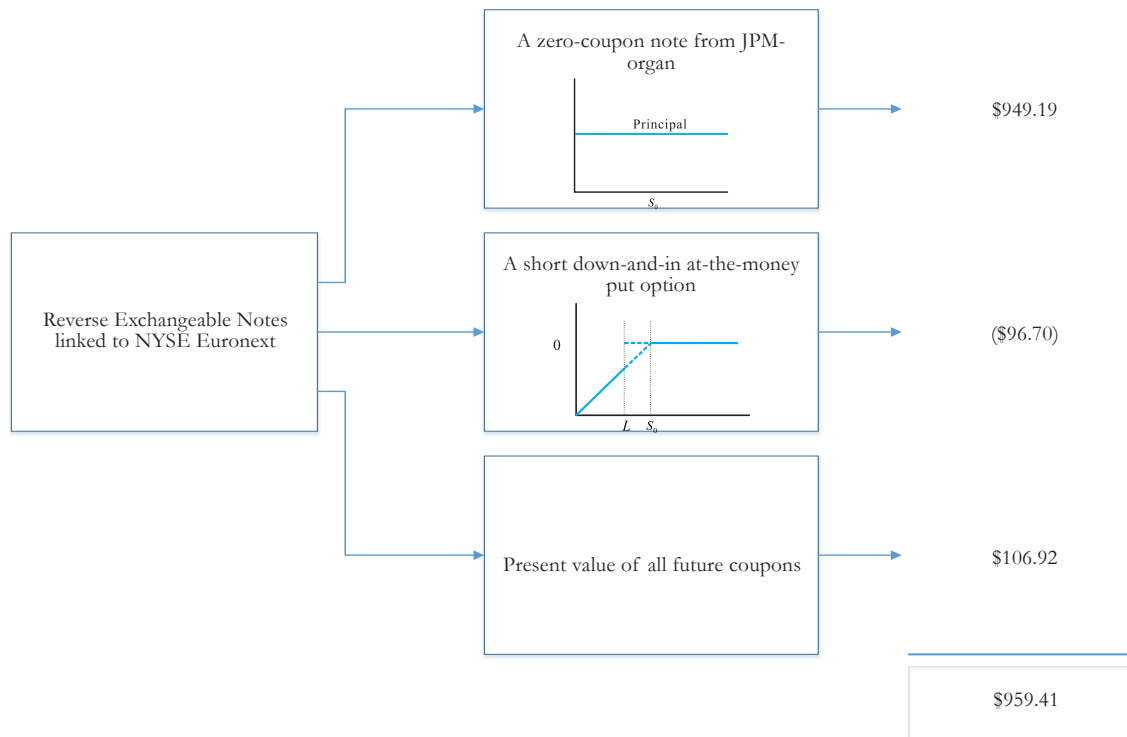 A zero-coupon note from JPM-
organ
Principal
S₀
$949.19
Reverse Exchangeable Notes
linked to NYSE Euronext
A short down-and-in at-the-money
put option
0
L S₀
($96.70)
Present value of all future coupons
$106.92
$959.41